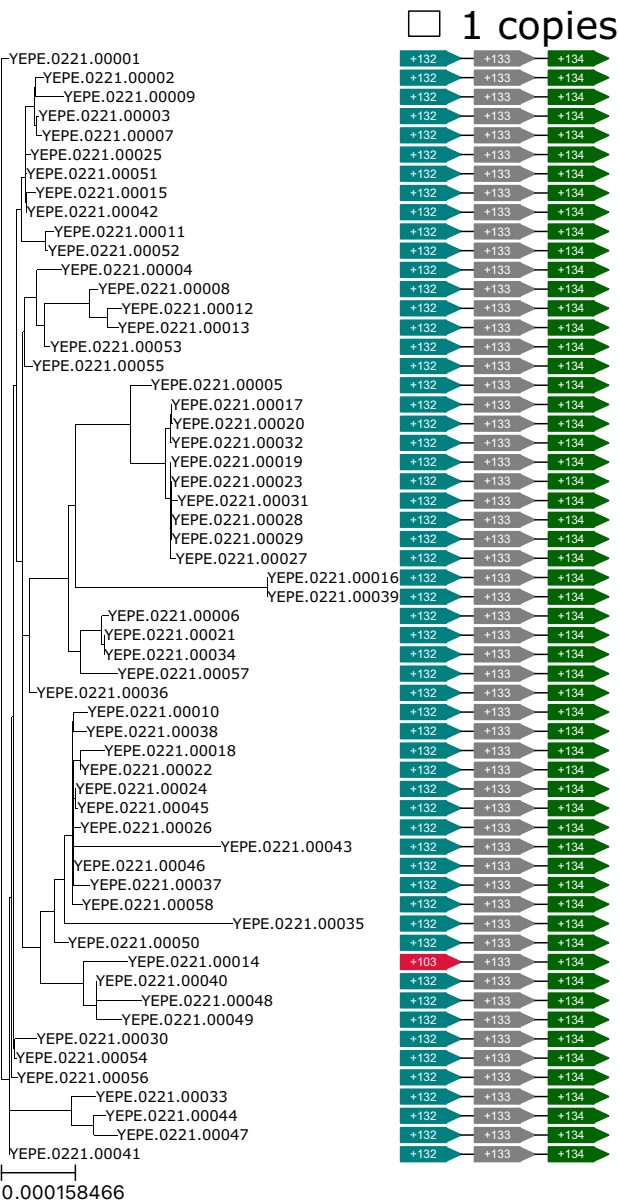 1 copies
YEPE.0221.00001 +132 +133 +134
YEPE.0221.00002 +132 +133 +134
YEPE.0221.00009 +132 +133 +134
YEPE.0221.00003 +132 +133 +134
YEPE.0221.00007 +132 +133 +134
YEPE.0221.00025 +132 +133 +134
YEPE.0221.00051 +132 +133 +134
YEPE.0221.00015 +132 +133 +134
YEPE.0221.00042 +132 +133 +134
YEPE.0221.00011 +132 +133 +134
YEPE.0221.00052 +132 +133 +134
YEPE.0221.00004 +132 +133 +134
YEPE.0221.00008 +132 +133 +134
YEPE.0221.00012 +132 +133 +134
YEPE.0221.00013 +132 +133 +134
YEPE.0221.00053 +132 +133 +134
YEPE.0221.00055 +132 +133 +134
YEPE.0221.00005 +132 +133 +134
YEPE.0221.00017 +132 +133 +134
YEPE.0221.00020 +132 +133 +134
YEPE.0221.00032 +132 +133 +134
YEPE.0221.00019 +132 +133 +134
YEPE.0221.00023 +132 +133 +134
YEPE.0221.00031 +132 +133 +134
YEPE.0221.00028 +132 +133 +134
YEPE.0221.00029 +132 +133 +134
YEPE.0221.00027 +132 +133 +134
YEPE.0221.00016 +132 +133 +134
YEPE.0221.00039 +132 +133 +134
YEPE.0221.00006 +132 +133 +134
YEPE.0221.00021 +132 +133 +134
YEPE.0221.00034 +132 +133 +134
YEPE.0221.00057 +132 +133 +134
YEPE.0221.00036 +132 +133 +134
YEPE.0221.00010 +132 +133 +134
YEPE.0221.00038 +132 +133 +134
YEPE.0221.00018 +132 +133 +134
YEPE.0221.00022 +132 +133 +134
YEPE.0221.00024 +132 +133 +134
YEPE.0221.00045 +132 +133 +134
YEPE.0221.00026 +132 +133 +134
YEPE.0221.00043 +132 +133 +134
YEPE.0221.00046 +132 +133 +134
YEPE.0221.00037 +132 +133 +134
YEPE.0221.00058 +132 +133 +134
YEPE.0221.00035 +132 +133 +134
YEPE.0221.00050 +132 +133 +134
YEPE.0221.00014 +103 +133 +134
YEPE.0221.00040 +132 +133 +134
YEPE.0221.00048 +132 +133 +134
YEPE.0221.00049 +132 +133 +134
YEPE.0221.00030 +132 +133 +134
YEPE.0221.00054 +132 +133 +134
YEPE.0221.00056 +132 +133 +134
YEPE.0221.00033 +132 +133 +134
YEPE.0221.00044 +132 +133 +134
YEPE.0221.00047 +132 +133 +134
YEPE.0221.00041 +132 +133 +134
0.000158466